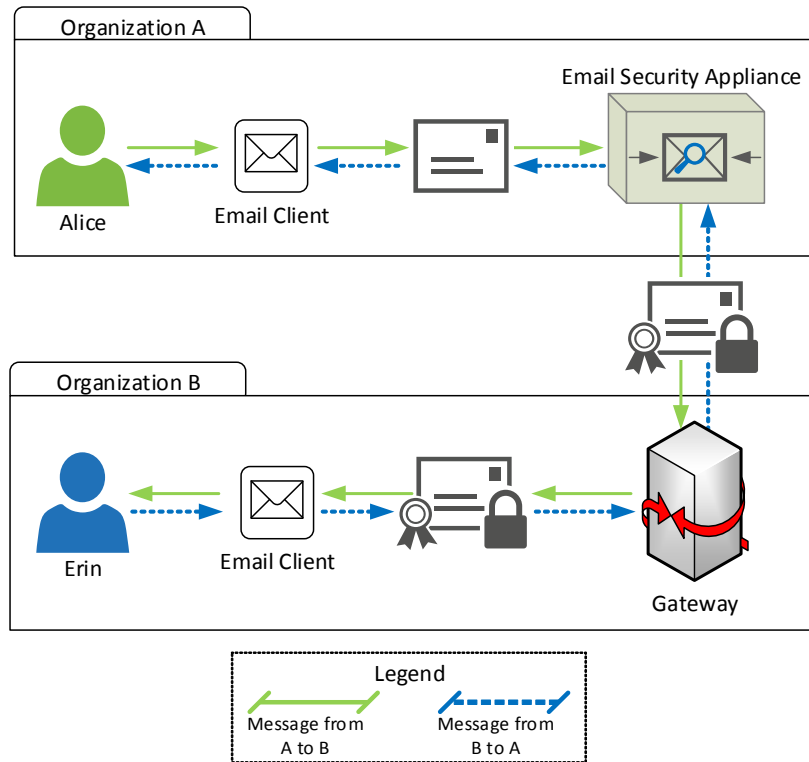 Organization A
Email Security Appliance
Alice
Email Client
Organization B
Erin
Email Client
Gateway
Legend
Message from
A to B
Message from
B to A